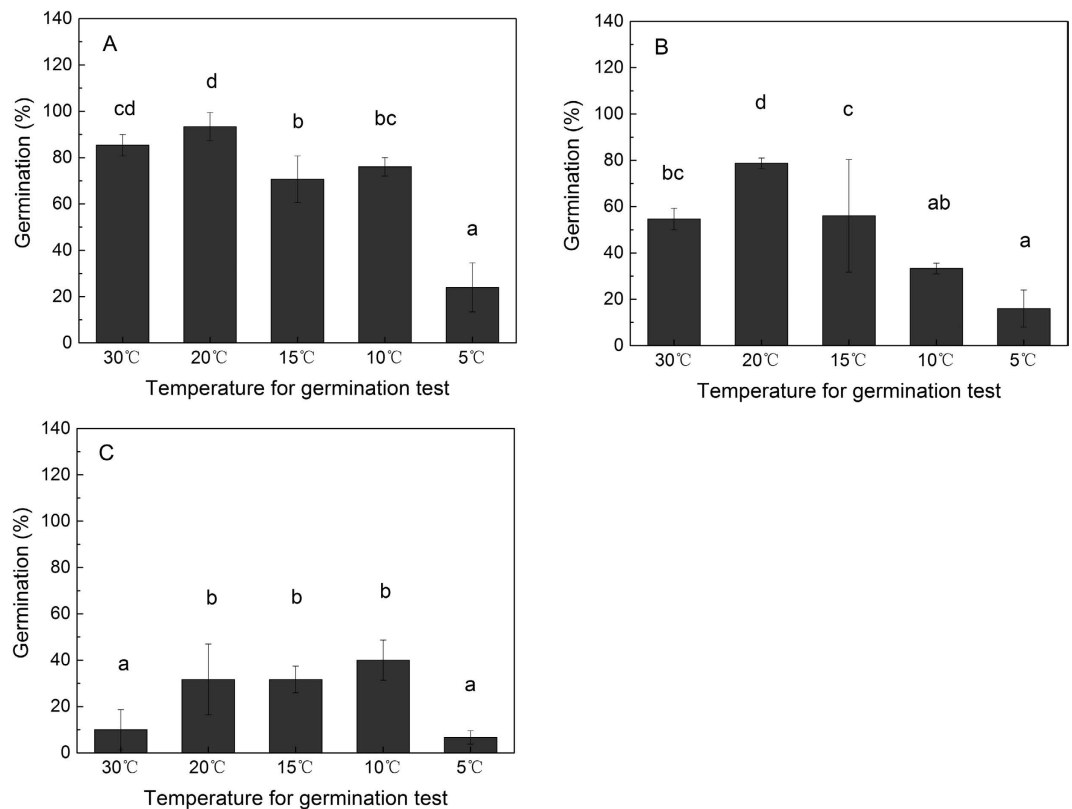 A
Germination (%)
140
120
100
80
60
40
20
0
cd
d
b
bc
a
30℃ 20℃ 15℃ 10℃ 5℃
Temperature for germination test
B
Germination (%)
140
120
100
80
60
40
20
0
bc
d
c
ab
a
30℃ 20℃ 15℃ 10℃ 5℃
Temperature for germination test
C
Germination (%)
140
120
100
80
60
40
20
0
a
b
b
b
a
30℃ 20℃ 15℃ 10℃ 5℃
Temperature for germination test